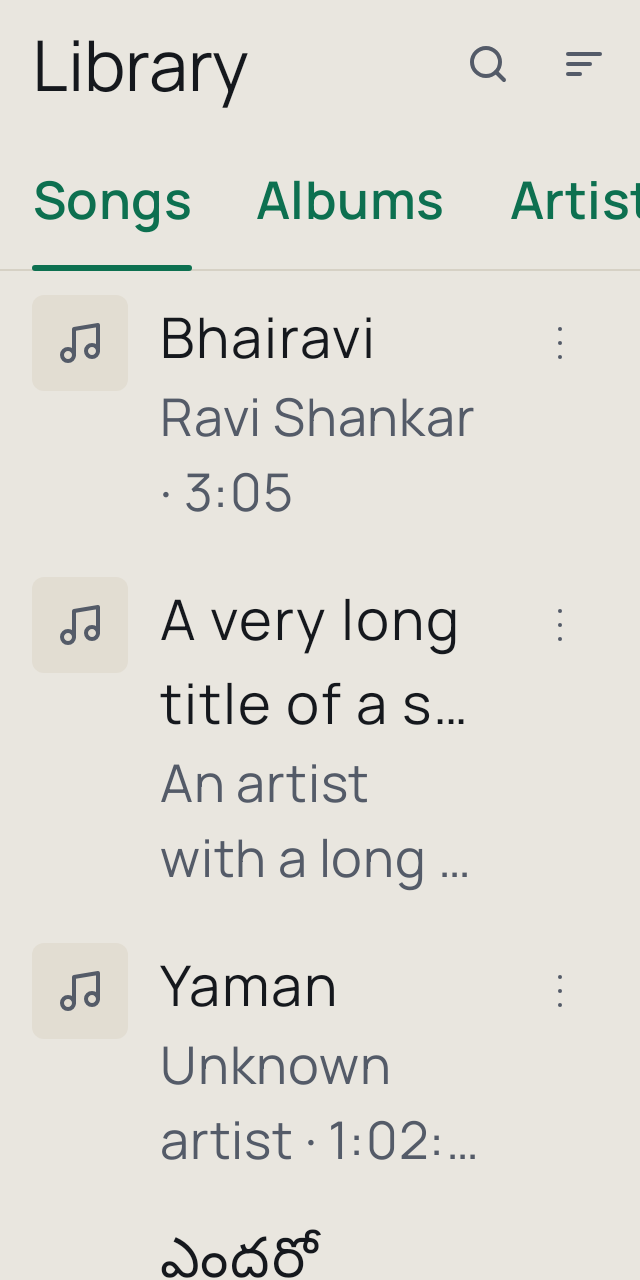 Library
Songs Albums Artist
Bhairavi
Ravi Shankar
· 3:05
A very long
title of a s…
An artist
with a long …
Yaman
Unknown
artist · 1:02:…
ఎందరో